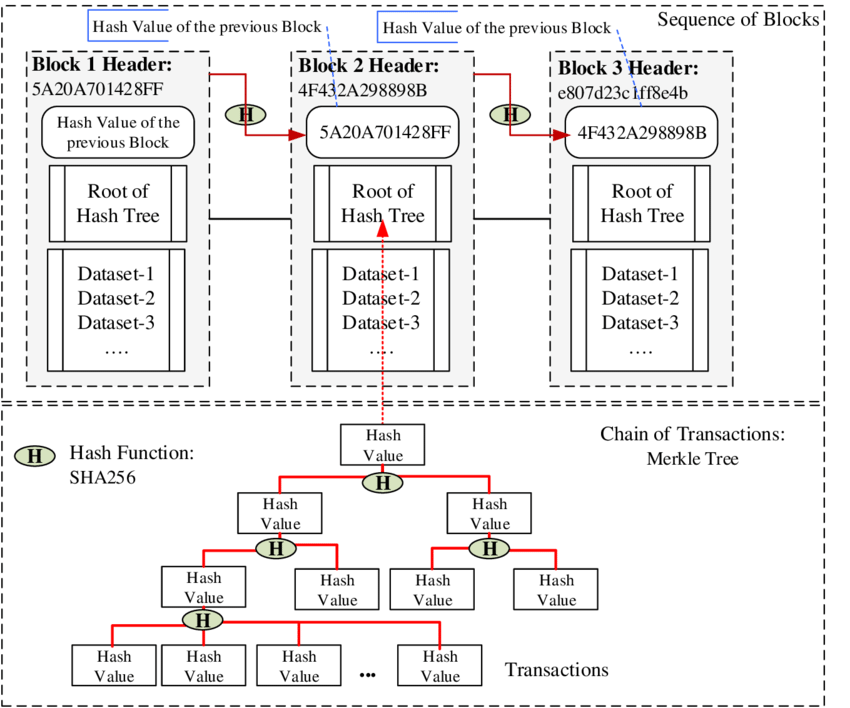 Sequence of Blocks
Hash Value of the previous Block
Hash Value of the previous Block
Block 1 Header:
5A20A701428FF
Hash Value of the
previous Block
Root of
Hash Tree
Dataset-1
Dataset-2
Dataset-3
....
H
Block 2 Header:
4F432A298898B
5A20A701428FF
Root of
Hash Tree
Dataset-1
Dataset-2
Dataset-3
....
H
Block 3 Header:
e807d23c1ff8e4b
4F432A298898B
Root of
Hash Tree
Dataset-1
Dataset-2
Dataset-3
....
H
Hash Function:
SHA256
Chain of Transactions:
Merkle Tree
Hash
Value
H
Hash
Value
Hash
Value
H
H
Hash
Value
Hash
Value
Hash
Value
Hash
Value
H
Hash
Value
Hash
Value
Hash
Value
...
Hash
Value
Transactions